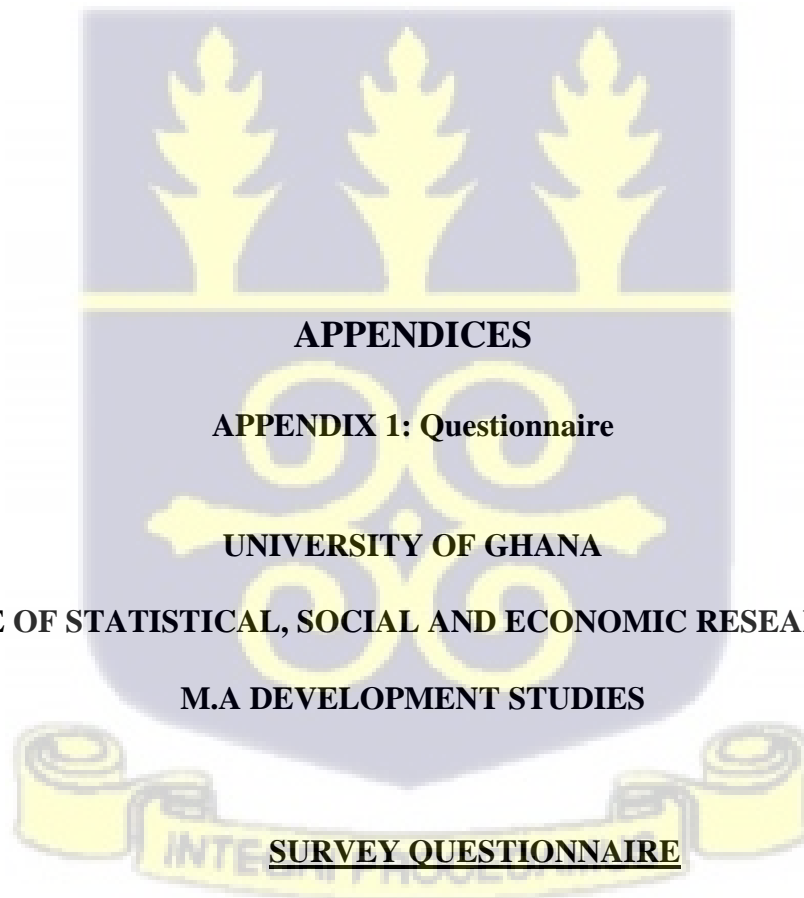 APPENDICES
APPENDIX 1: Questionnaire
UNIVERSITY OF GHANA
E OF STATISTICAL, SOCIAL AND ECONOMIC RESEA
M.A DEVELOPMENT STUDIES
SURVEY QUESTIONNAIRE